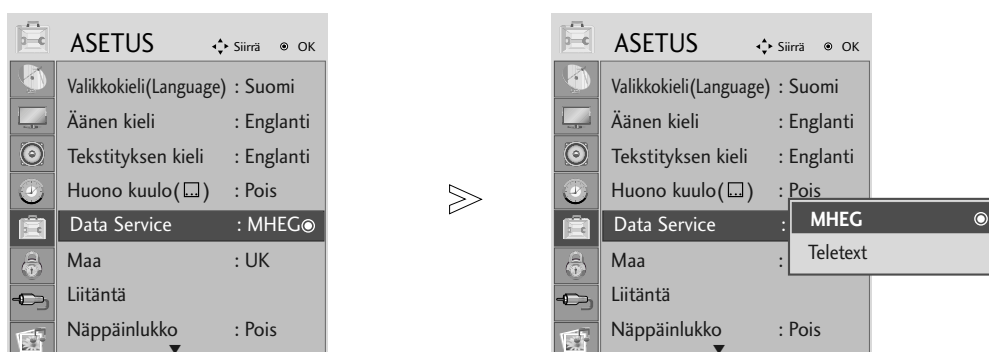 ASETUS Siirrä OK
Valikkokieli(Language) : Suomi
Äänen kieli : Englanti
Tekstityksen kieli : Englanti
Huono kuulo( ) : Pois
Data Service : MHEG
Maa : UK
Liitäntä
Näppäinlukko : Pois
ASETUS Siirrä OK
Valikkokieli(Language) : Suomi
Äänen kieli : Englanti
Tekstityksen kieli : Englanti
Huono kuulo( ) : Pois
Data Service :
MHEG
Teletext
Maa :
Liitäntä
Näppäinlukko : Pois